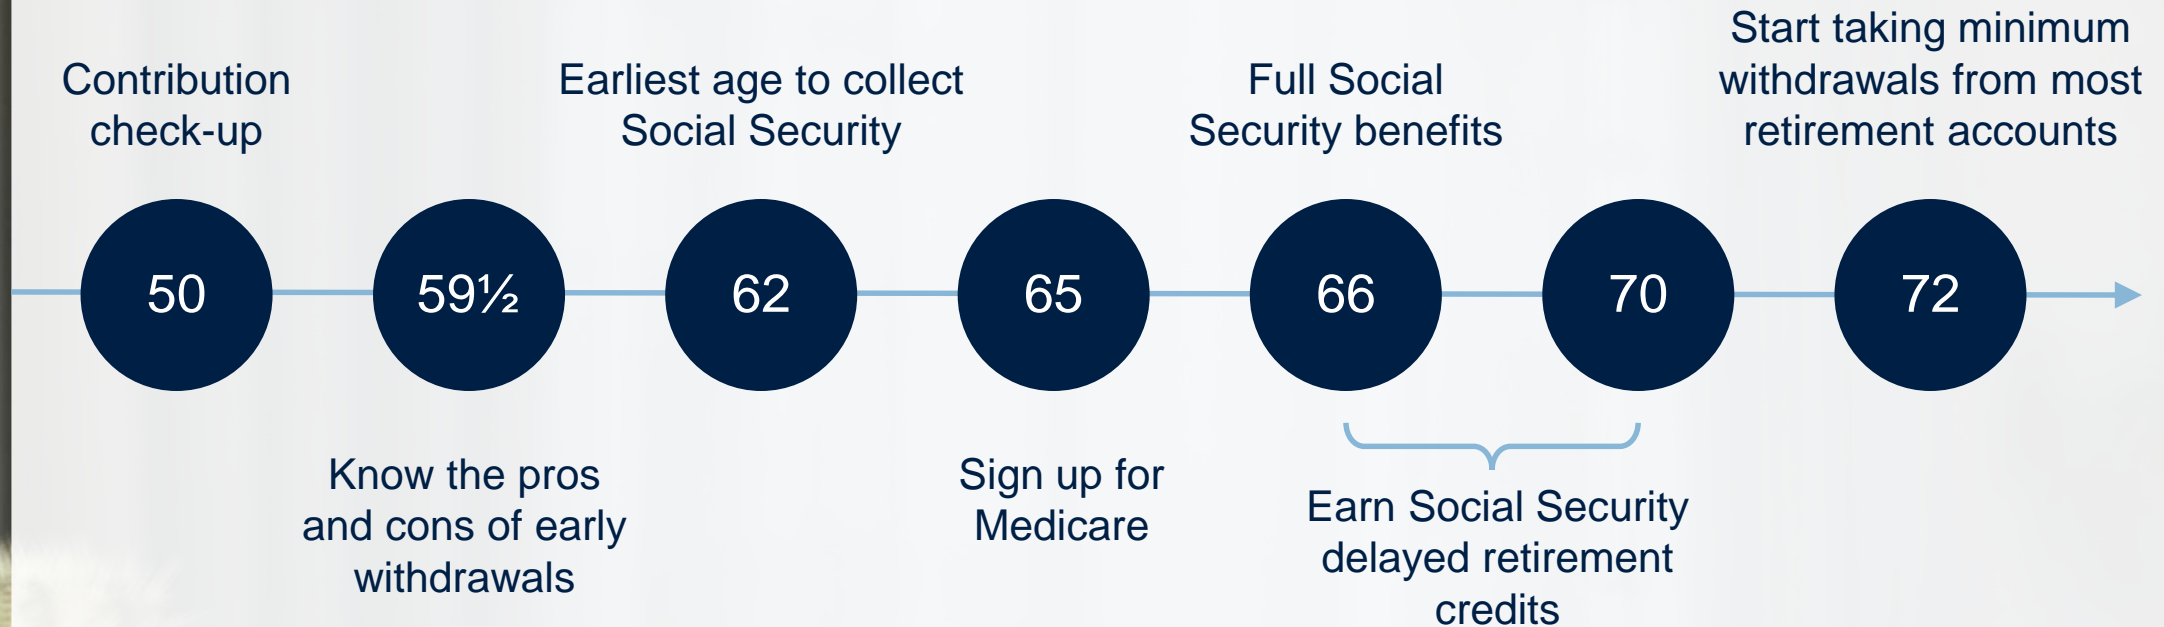 Contribution
check-up
Earliest age to collect
Social Security
Full Social
Security benefits
Start taking minimum
withdrawals from most
retirement accounts
50
59½
62
65
66
70
72
Know the pros
and cons of early
withdrawals
Sign up for
Medicare
Earn Social Security
delayed retirement
credits